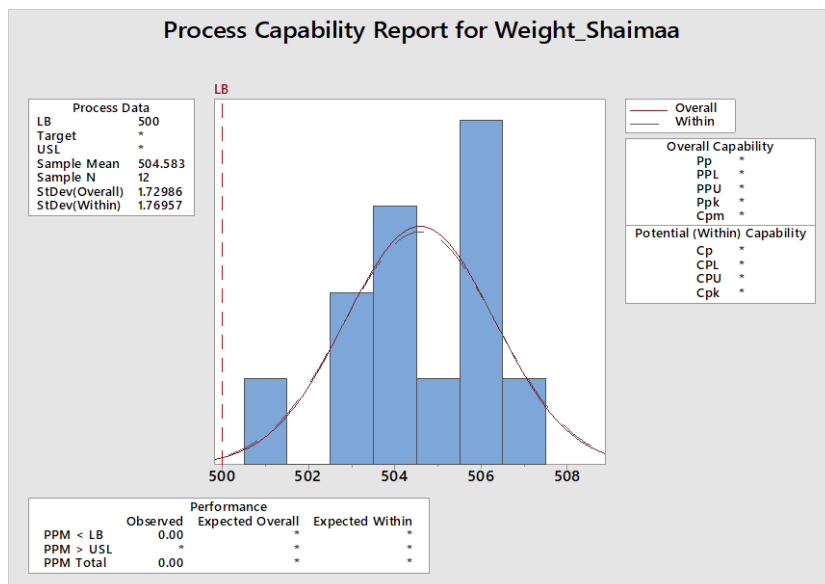 Process Capability Report for Weight_Shaimaa
LB
Process Data
LB 500
Target *
USL *
Sample Mean 504.583
Sample N 12
StDev(Overall) 1.72986
StDev(Within) 1.76957
Overall
Within
Overall Capability
Pp *
PPL *
PPU *
Ppk *
Cpm *
Potential (Within) Capability
Cp *
CPL *
CPU *
Cpk *
500 502 504 506 508
Performance
Observed Expected Overall Expected Within
PPM < LB 0.00 * *
PPM > USL * * *
PPM Total 0.00 * *